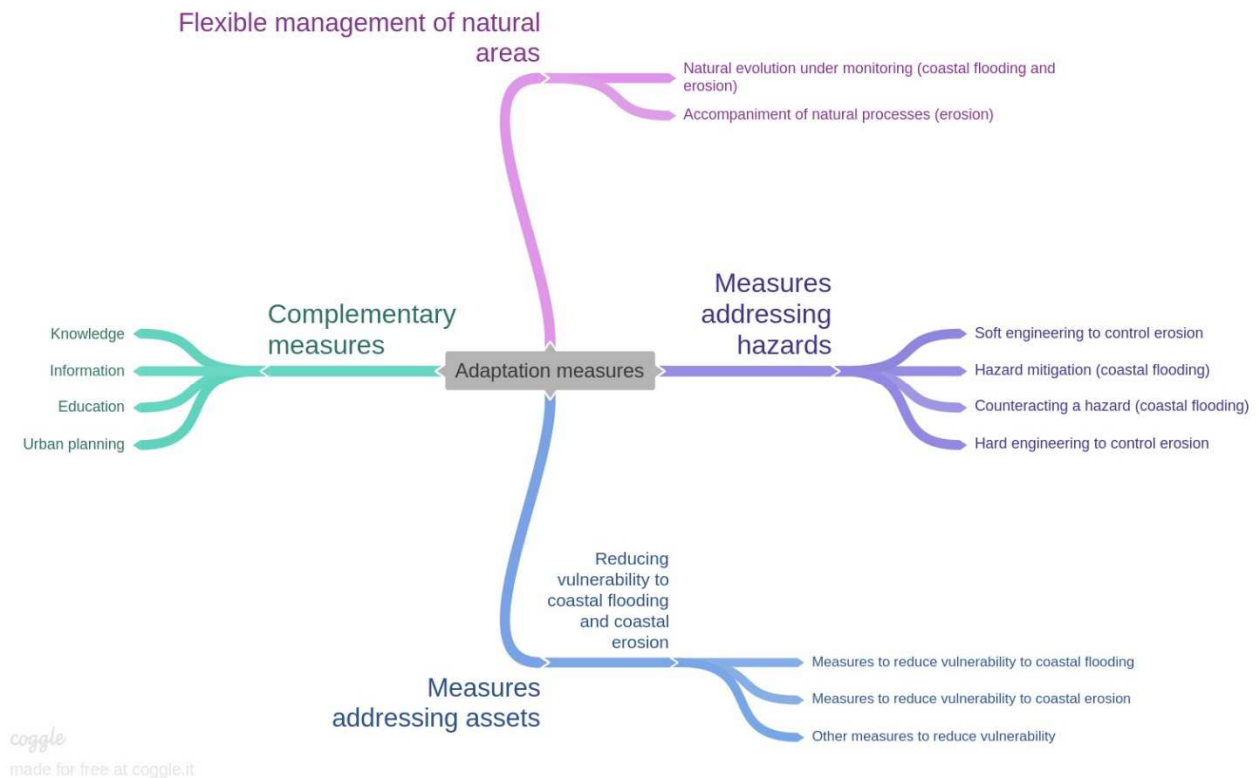 Flexible management of natural
areas
Natural evolution under monitoring (coastal flooding and
erosion)
Accompaniment of natural processes (erosion)
Measures
addressing
hazards
Soft engineering to control erosion
Hazard mitigation (coastal flooding)
Counteracting a hazard (coastal flooding)
Hard engineering to control erosion
Complementary
measures
Knowledge
Information
Education
Urban planning
Adaptation measures
Reducing
vulnerability to
coastal flooding
and coastal
erosion
Measures
addressing assets
Measures to reduce vulnerability to coastal flooding
Measures to reduce vulnerability to coastal erosion
Other measures to reduce vulnerability
coggle
made for free at coggle.it